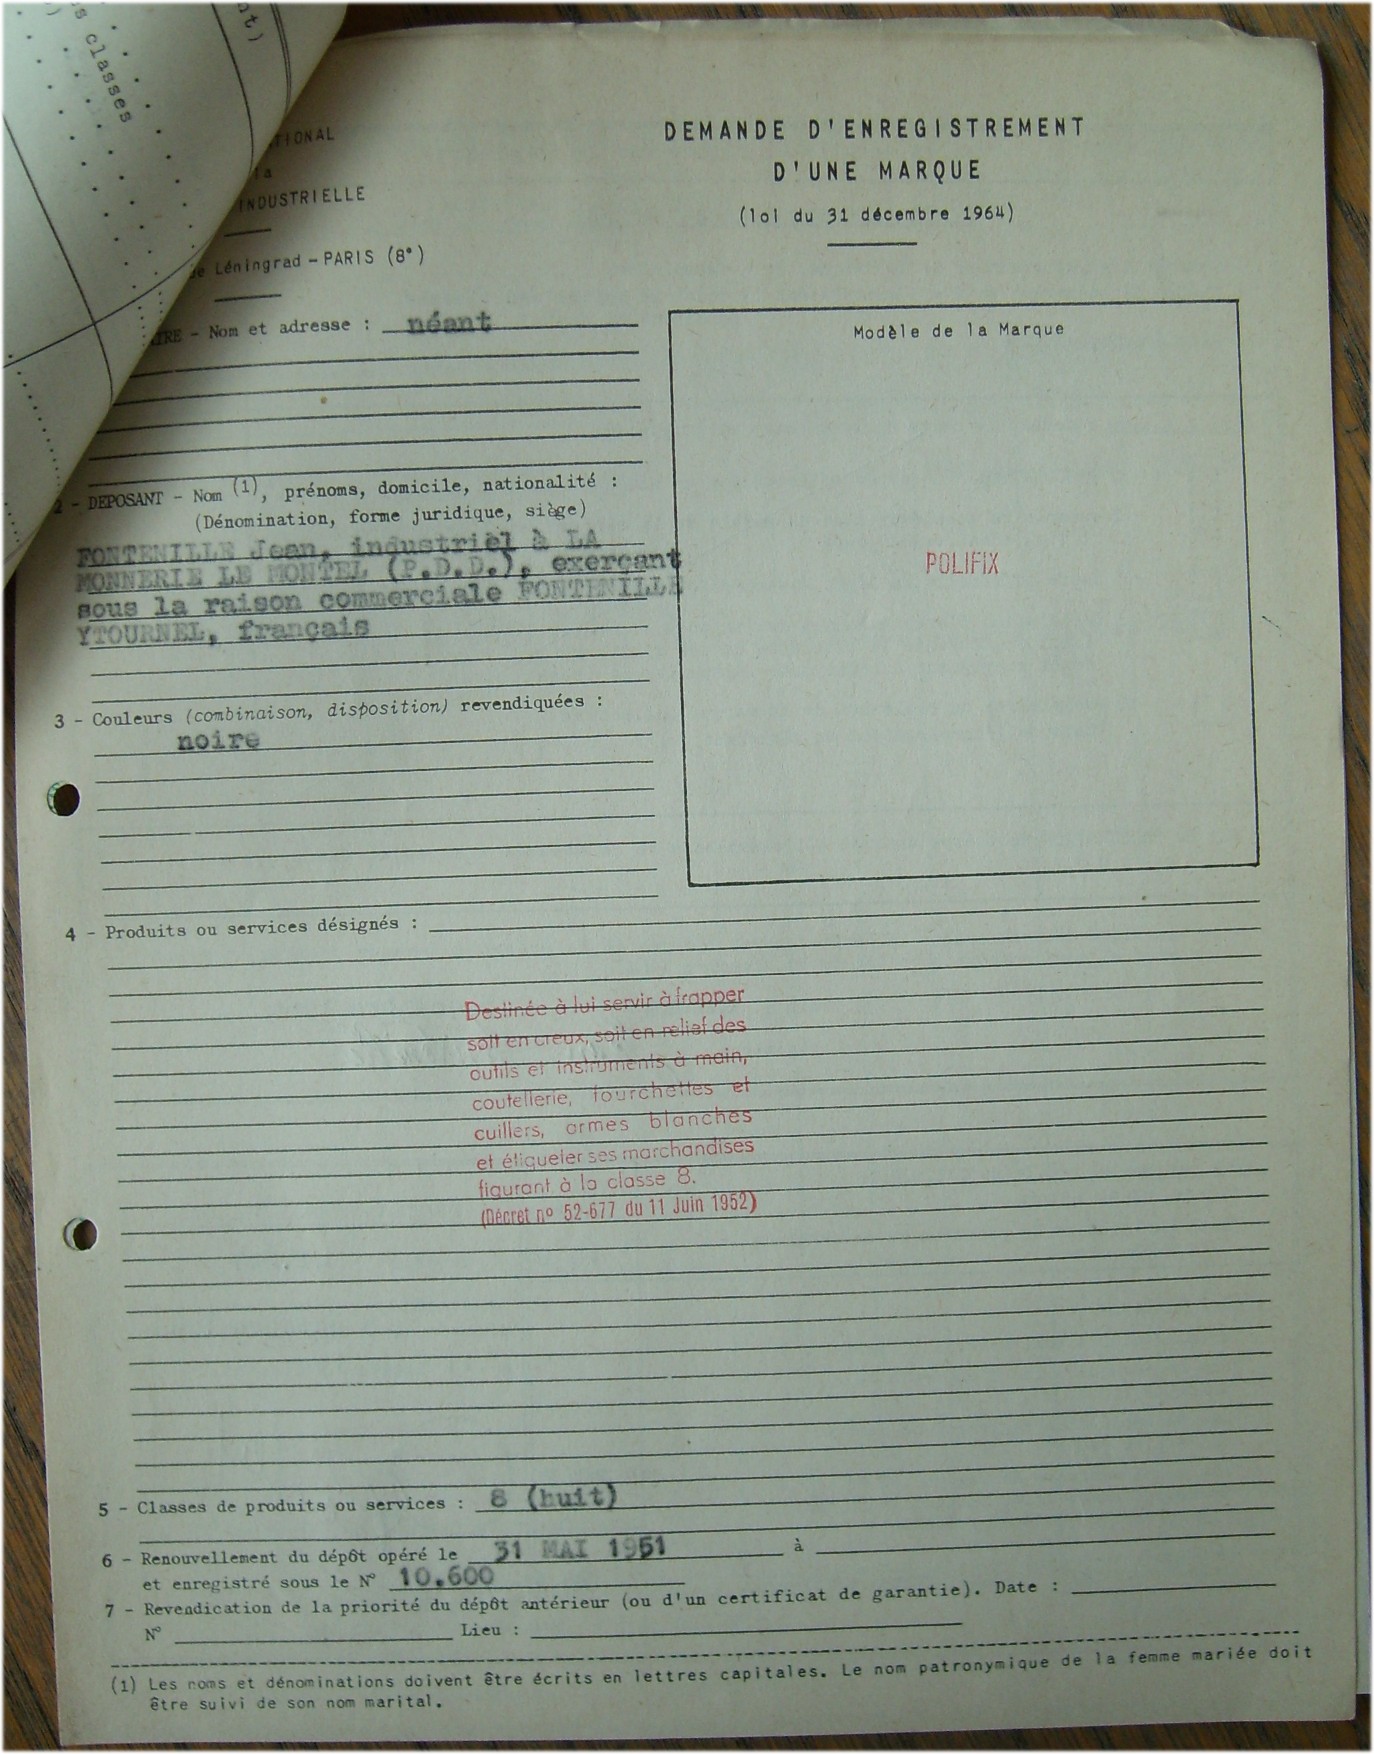 nt)
s classes
TIONAL
la
INDUSTRIELLE
de Léningrad - PARIS (8e)
DEMANDE D'ENREGISTREMENT
D'UNE MARQUE
(loi du 31 décembre 1964)
IRE - Nom et adresse : néant
Modèle de la Marque
POLIFIX
2 - DEPOSANT - Nom (1), prénoms, domicile, nationalité :
(Dénomination, forme juridique, siège)
FONTENILLE Jean, industriel à LA
MONNERIE LE MONTEL (P.D.D.), exerçant
sous la raison commerciale FONTENILLE
YTOURNEL, français
3 - Couleurs (combinaison, disposition) revendiquées :
noire
4 - Produits ou services désignés :
Destinée à lui servir à frapper
soit en creux, soit en relief des
outils et instruments à main,
coutellerie, fourchettes et
cuillers, armes blanches
et étiqueter ses marchandises
figurant à la classe 8.
(Décret nº 52-677 du 11 Juin 1952)
5 - Classes de produits ou services : 8 (huit)
6 - Renouvellement du dépôt opéré le 31 MAI 1951 à
et enregistré sous le N° 10.600
7 - Revendication de la priorité du dépôt antérieur (ou d'un certificat de garantie). Date :
N° Lieu :
(1) Les noms et dénominations doivent être écrits en lettres capitales. Le nom patronymique de la femme mariée doit
être suivi de son nom marital.